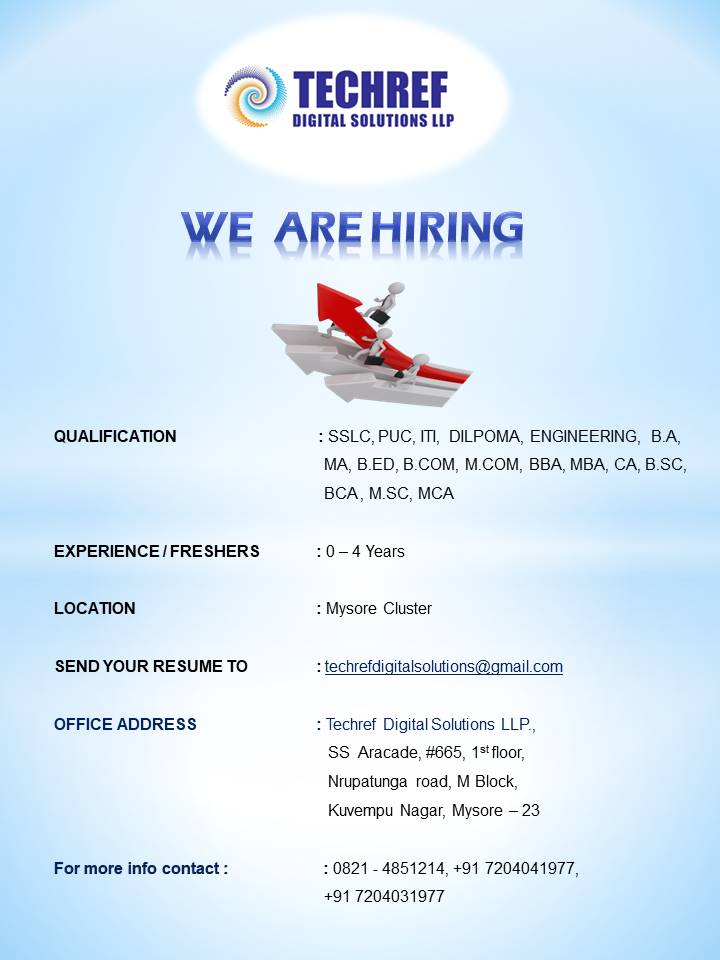 TECHREF
DIGITAL SOLUTIONS LLP
WE ARE HIRING
QUALIFICATION : SSLC, PUC, ITI, DILPOMA, ENGINEERING, B.A,
MA, B.ED, B.COM, M.COM, BBA, MBA, CA, B.SC,
BCA, M.SC, MCA
EXPERIENCE / FRESHERS : 0 – 4 Years
LOCATION : Mysore Cluster
SEND YOUR RESUME TO : techrefdigitalsolutions@gmail.com
OFFICE ADDRESS : Techref Digital Solutions LLP.,
SS Aracade, #665, 1st floor,
Nrupatunga road, M Block,
Kuvempu Nagar, Mysore – 23
For more info contact : : 0821 - 4851214, +91 7204041977,
+91 7204031977